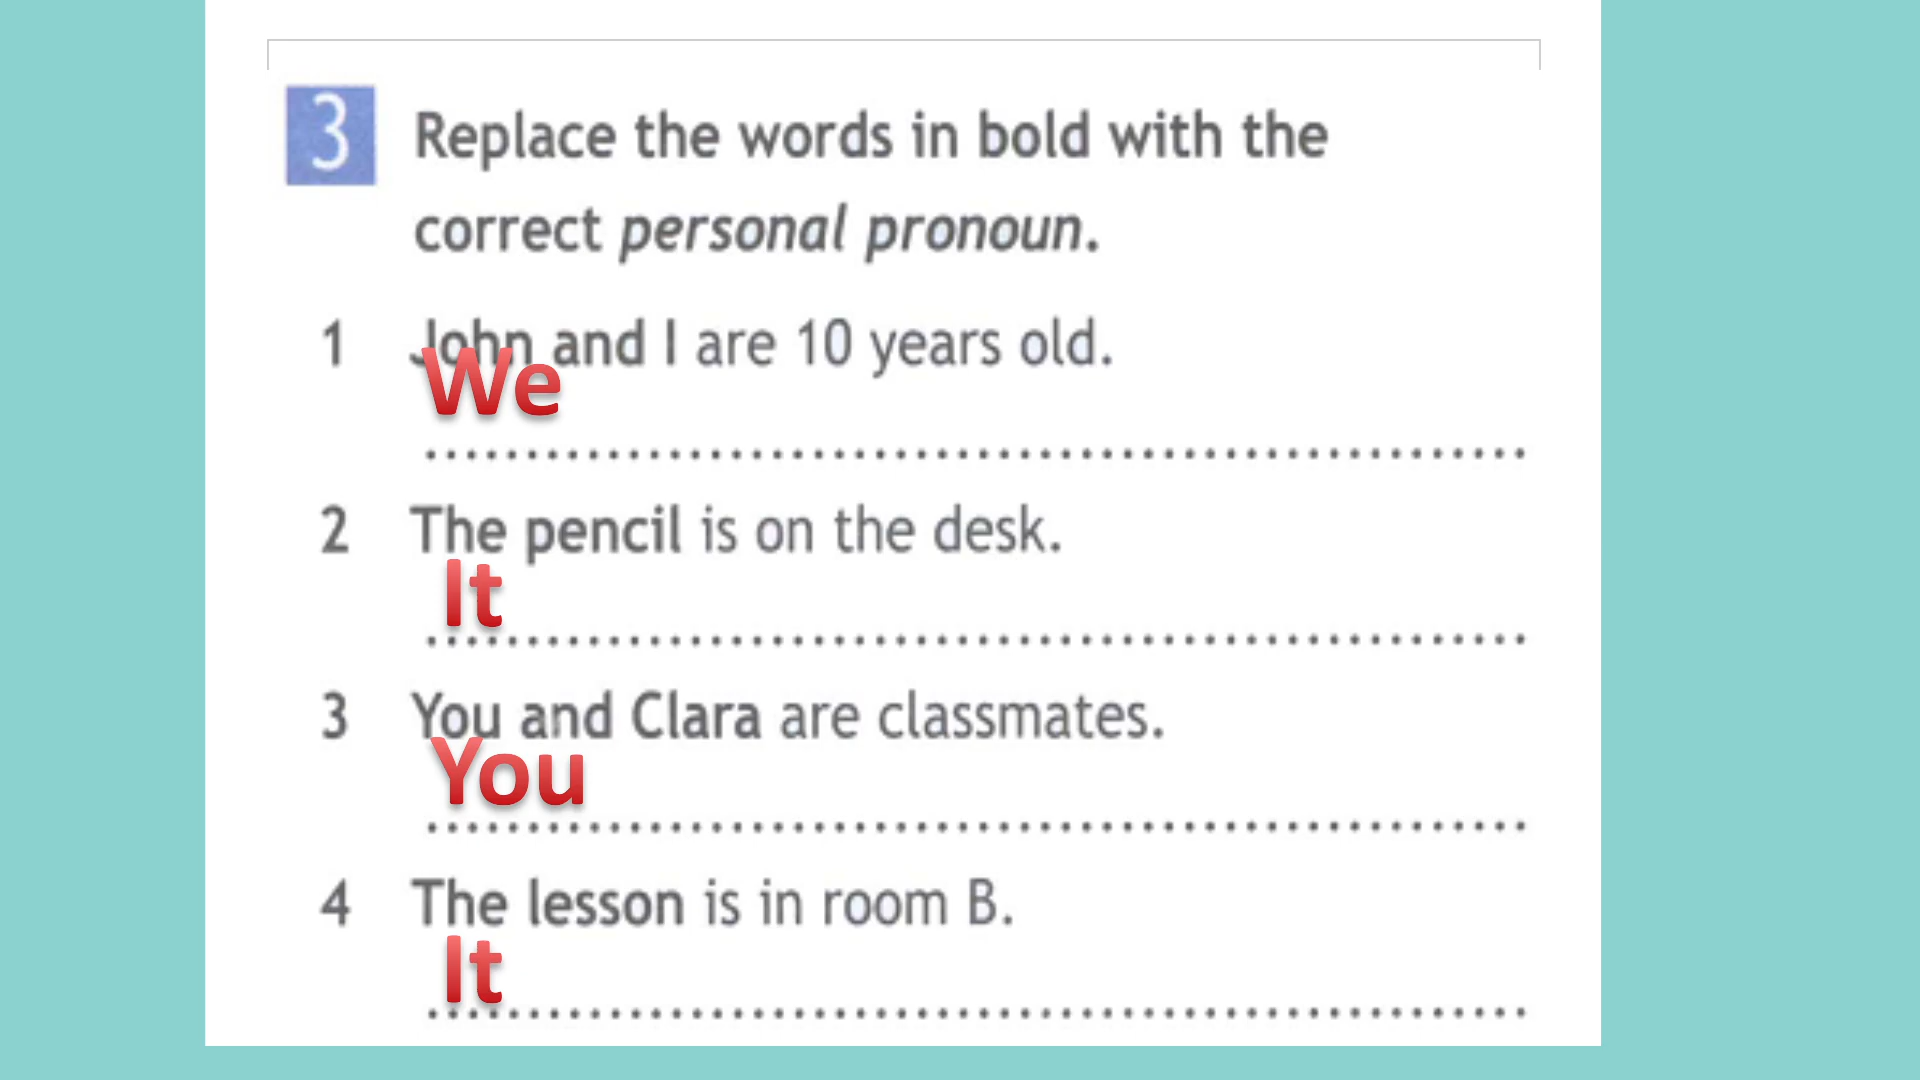 3 Replace the words in bold with the
correct personal pronoun.
1 John and I are 10 years old.
We
2 The pencil is on the desk.
It
3 You and Clara are classmates.
You
4 The lesson is in room B.
It